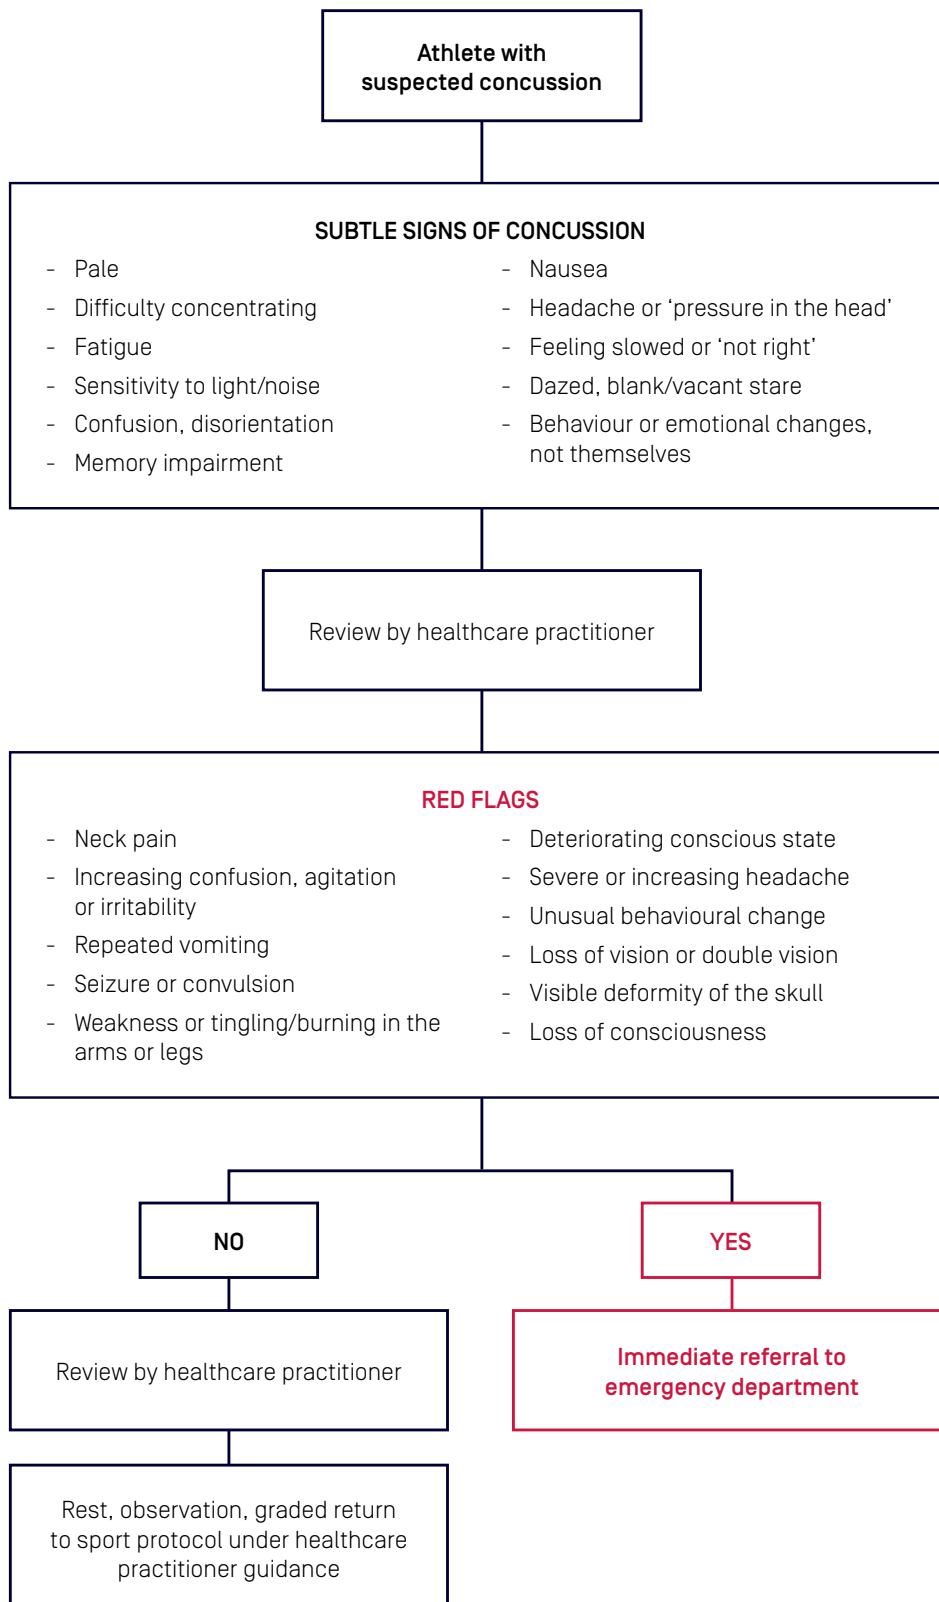 Athlete with
suspected concussion
SUBTLE SIGNS OF CONCUSSION
- Pale
- Difficulty concentrating
- Fatigue
- Sensitivity to light/noise
- Confusion, disorientation
- Memory impairment
- Nausea
- Headache or ‘pressure in the head’
- Feeling slowed or ‘not right’
- Dazed, blank/vacant stare
- Behaviour or emotional changes,
not themselves
Review by healthcare practitioner
RED FLAGS
- Neck pain
- Increasing confusion, agitation
or irritability
- Repeated vomiting
- Seizure or convulsion
- Weakness or tingling/burning in the
arms or legs
- Deteriorating conscious state
- Severe or increasing headache
- Unusual behavioural change
- Loss of vision or double vision
- Visible deformity of the skull
- Loss of consciousness
NO
YES
Review by healthcare practitioner
Immediate referral to
emergency department
Rest, observation, graded return
to sport protocol under healthcare
practitioner guidance